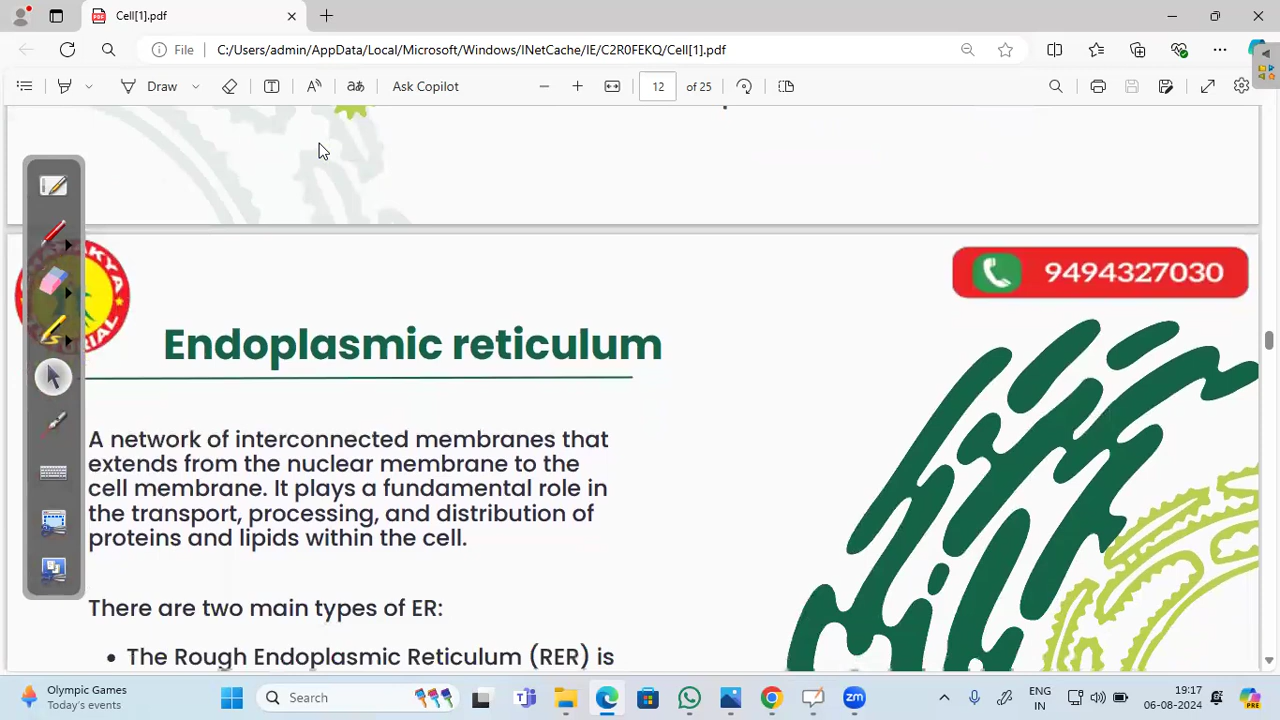 Cell[1].pdf
File
C:/Users/admin/AppData/Local/Microsoft/Windows/INetCache/IE/C2R0FEKQ/Cell[1].pdf
Draw
aあ
Ask Copilot
12 of 25
9494327030
Endoplasmic reticulum
A network of interconnected membranes that
extends from the nuclear membrane to the
cell membrane. It plays a fundamental role in
the transport, processing, and distribution of
proteins and lipids within the cell.
There are two main types of ER:
• The Rough Endoplasmic Reticulum (RER) is
Olympic Games
Today's events
Search
zm
ENG
IN
19:17
06-08-2024
PRE